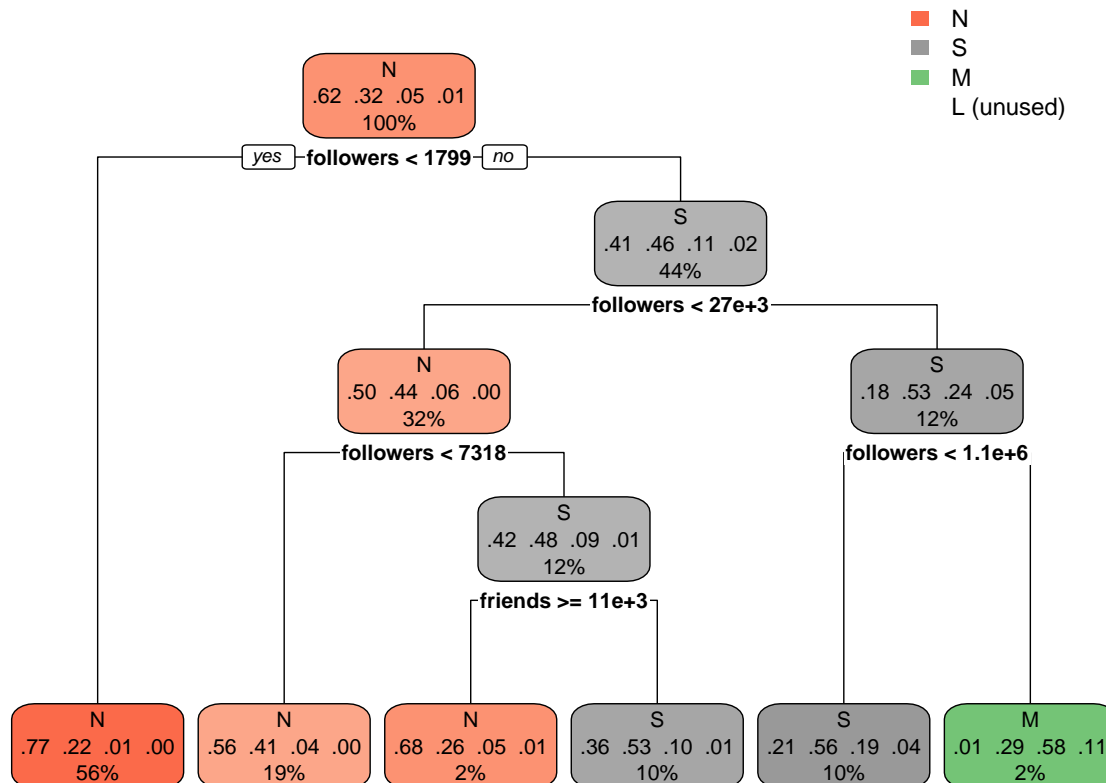 N
S
M
L (unused)
N
.62 .32 .05 .01
100%
yes followers < 1799 no
S
.41 .46 .11 .02
44%
followers < 27e+3
N
.50 .44 .06 .00
32%
S
.18 .53 .24 .05
12%
followers < 7318
followers < 1.1e+6
S
.42 .48 .09 .01
12%
friends >= 11e+3
N
.77 .22 .01 .00
56%
N
.56 .41 .04 .00
19%
N
.68 .26 .05 .01
2%
S
.36 .53 .10 .01
10%
S
.21 .56 .19 .04
10%
M
.01 .29 .58 .11
2%